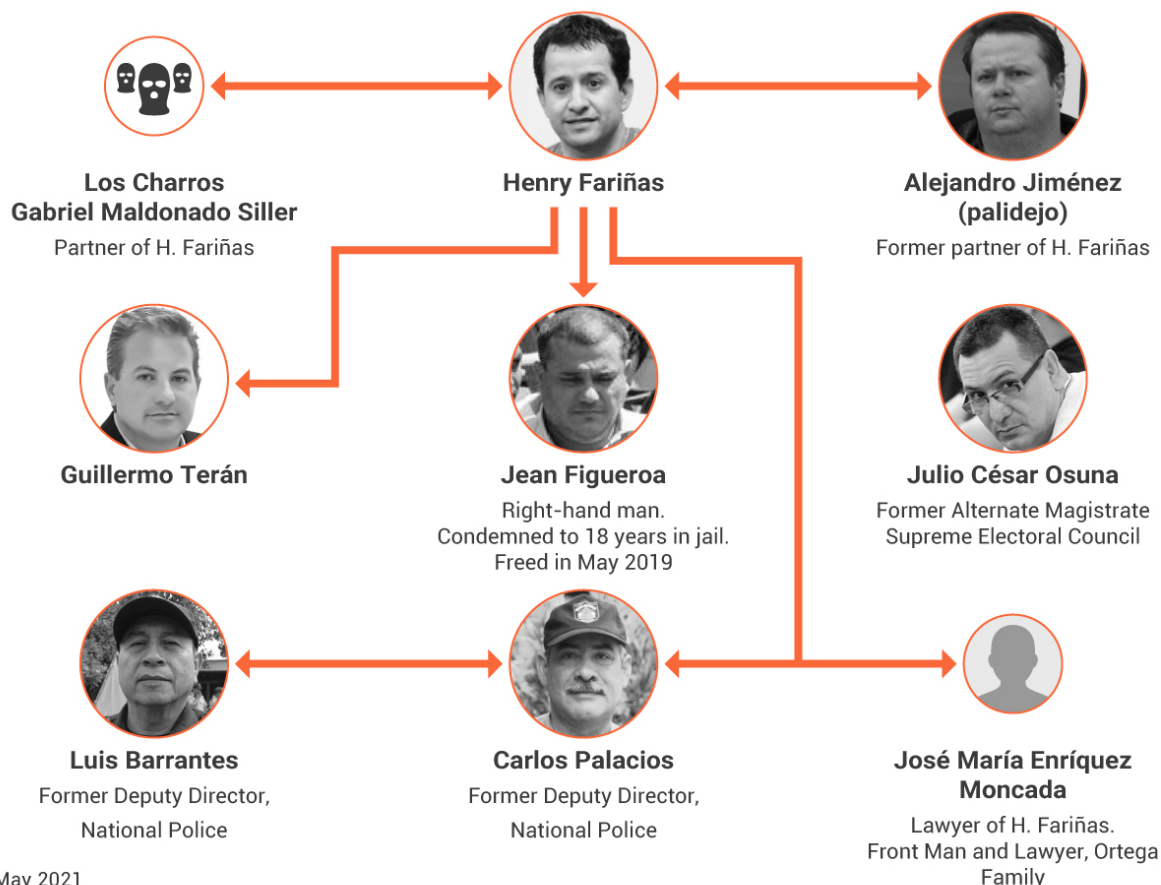 Los Charros
Gabriel Maldonado Siller
Partner of H. Fariñas
Henry Fariñas
Alejandro Jiménez
(palidejo)
Former partner of H. Fariñas
Guillermo Terán
Jean Figueroa
Right-hand man.
Condemned to 18 years in jail.
Freed in May 2019
Julio César Osuna
Former Alternate Magistrate
Supreme Electoral Council
Luis Barrantes
Former Deputy Director,
National Police
Carlos Palacios
Former Deputy Director,
National Police
José María Enríquez
Moncada
Lawyer of H. Fariñas.
Front Man and Lawyer, Ortega
Family
May 2021